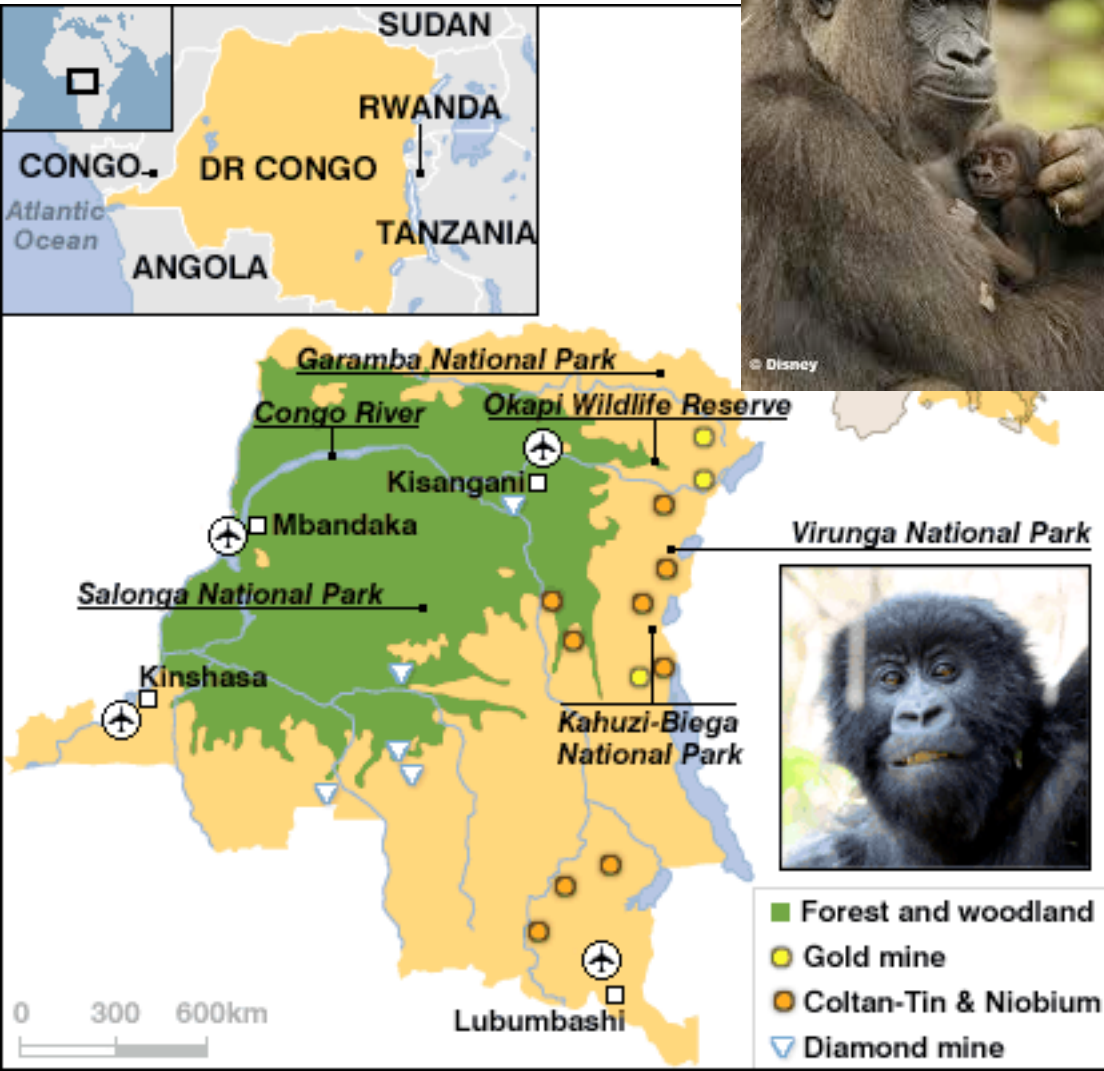 SUDAN
RWANDA
CONGO
DR CONGO
Atlantic
Ocean
TANZANIA
ANGOLA
© Disney
Garamba National Park
Congo River
Okapi Wildlife Reserve
Kisangani
Mbandaka
Virunga National Park
Salonga National Park
Kinshasa
Kahuzi-Biega
National Park
Forest and woodland
Gold mine
Coltan-Tin & Niobium
Diamond mine
0 300 600km
Lubumbashi